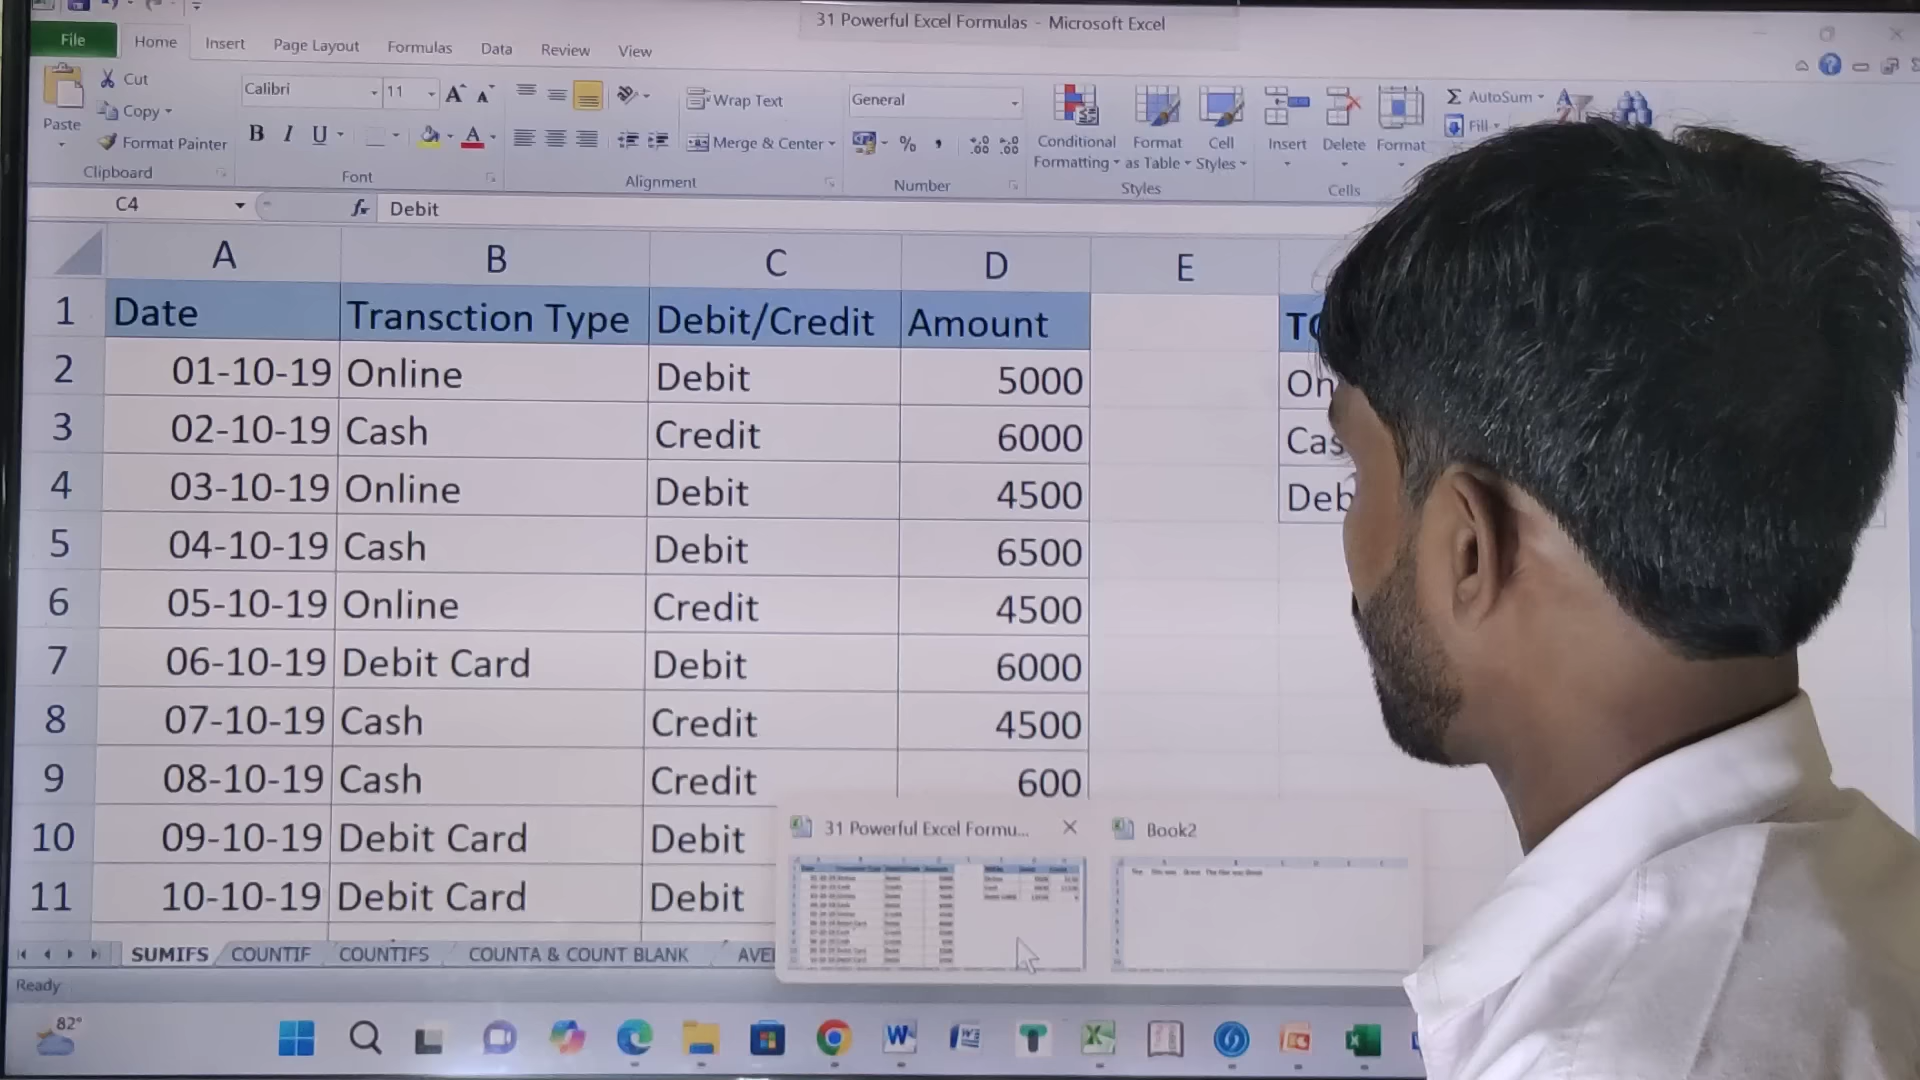 31 Powerful Excel Formulas - Microsoft Excel
File Home Insert Page Layout Formulas Data Review View
Cut
Copy
Format Painter
Paste
Clipboard
Calibri 11
B I U
Font
Wrap Text
Merge & Center
Alignment
General
Number
Conditional Formatting
Format as Table
Cell Styles
Styles
Insert Delete Format
Cells
Σ AutoSum
Fill
C4 fx Debit
A B C D E
1 Date Transction Type Debit/Credit Amount
2 01-10-19 Online Debit 5000 On
3 02-10-19 Cash Credit 6000 Cas
4 03-10-19 Online Debit 4500 Deb
5 04-10-19 Cash Debit 6500
6 05-10-19 Online Credit 4500
7 06-10-19 Debit Card Debit 6000
8 07-10-19 Cash Credit 4500
9 08-10-19 Cash Credit 600
10 09-10-19 Debit Card Debit
11 10-10-19 Debit Card Debit
31 Powerful Excel Formu... Book2
SUMIFS COUNTIF COUNTIFS COUNTA & COUNT BLANK AVE
Ready
82°